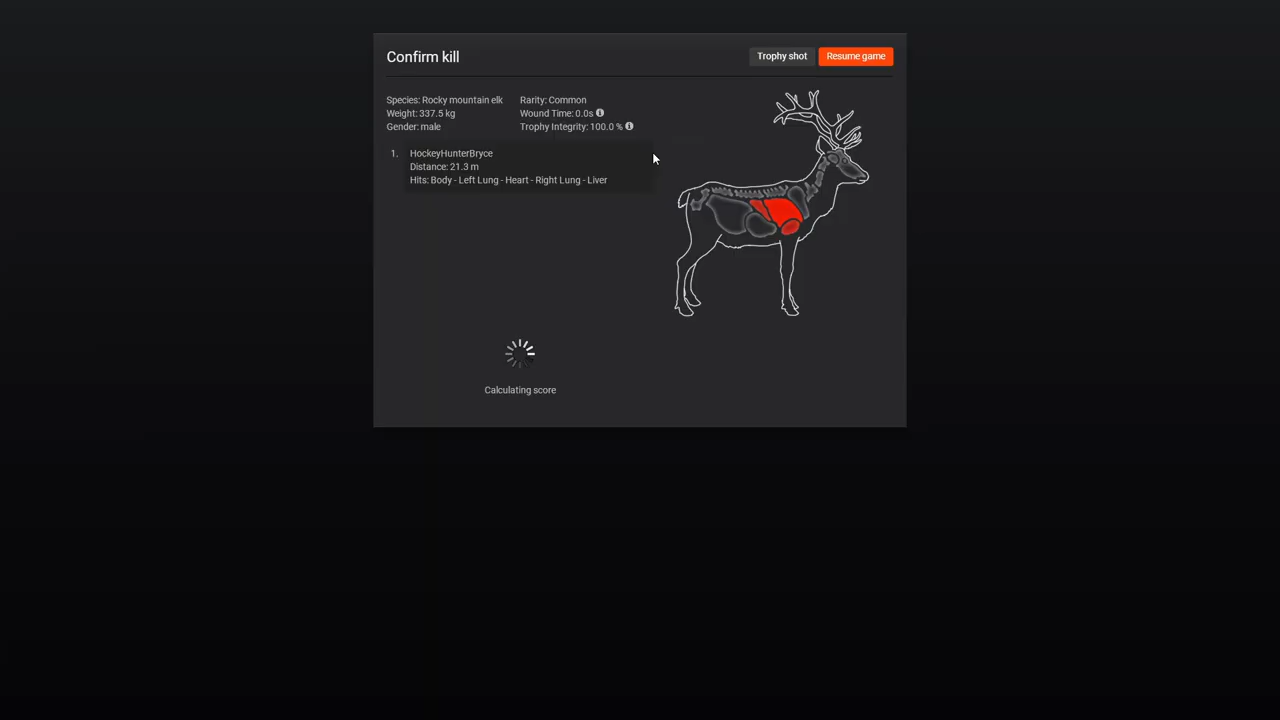 Confirm kill
Trophy shot
Resume game
Species: Rocky mountain elk
Weight: 337.5 kg
Gender: male
Rarity: Common
Wound Time: 0.0s
Trophy Integrity: 100.0 %
1. HockeyHunterBryce
Distance: 21.3 m
Hits: Body - Left Lung - Heart - Right Lung - Liver
Calculating score